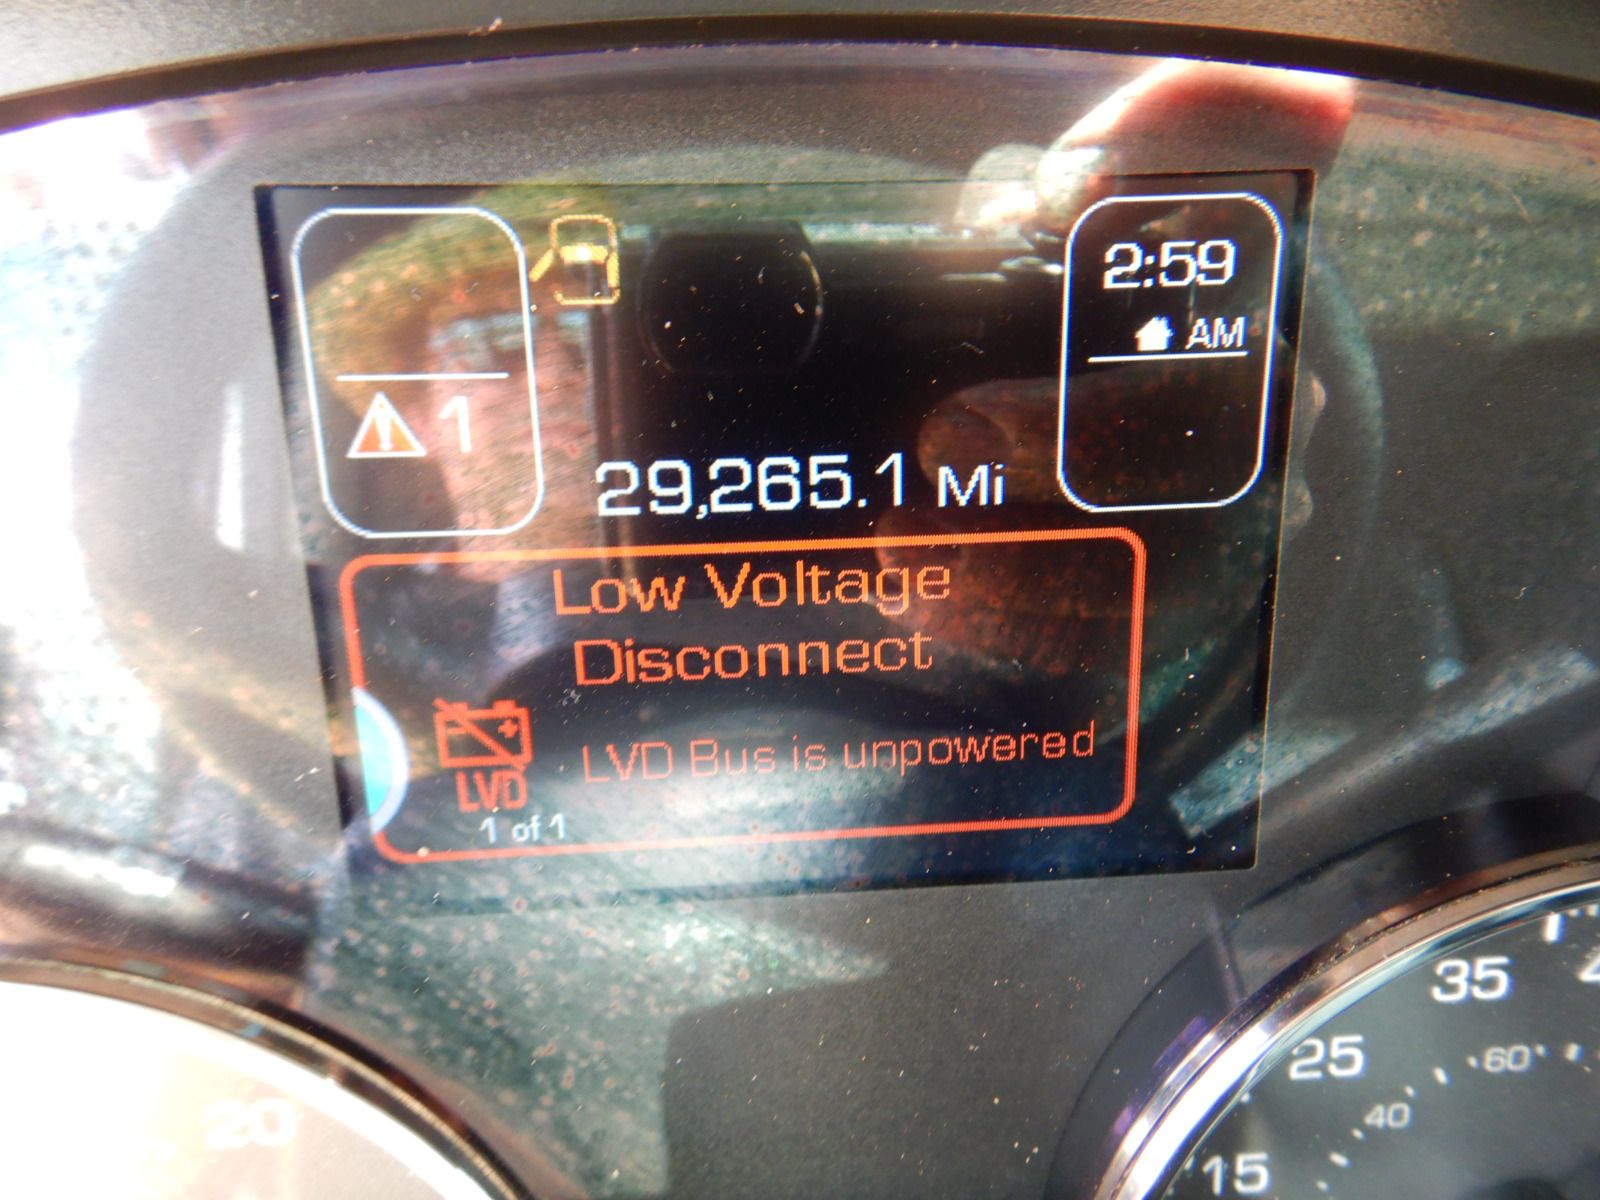 2:59
AM
1
29,265.1 Mi
Low Voltage
Disconnect
LVD Bus is unpowered
LVD
1 of 1
20
35
25
60
40
15